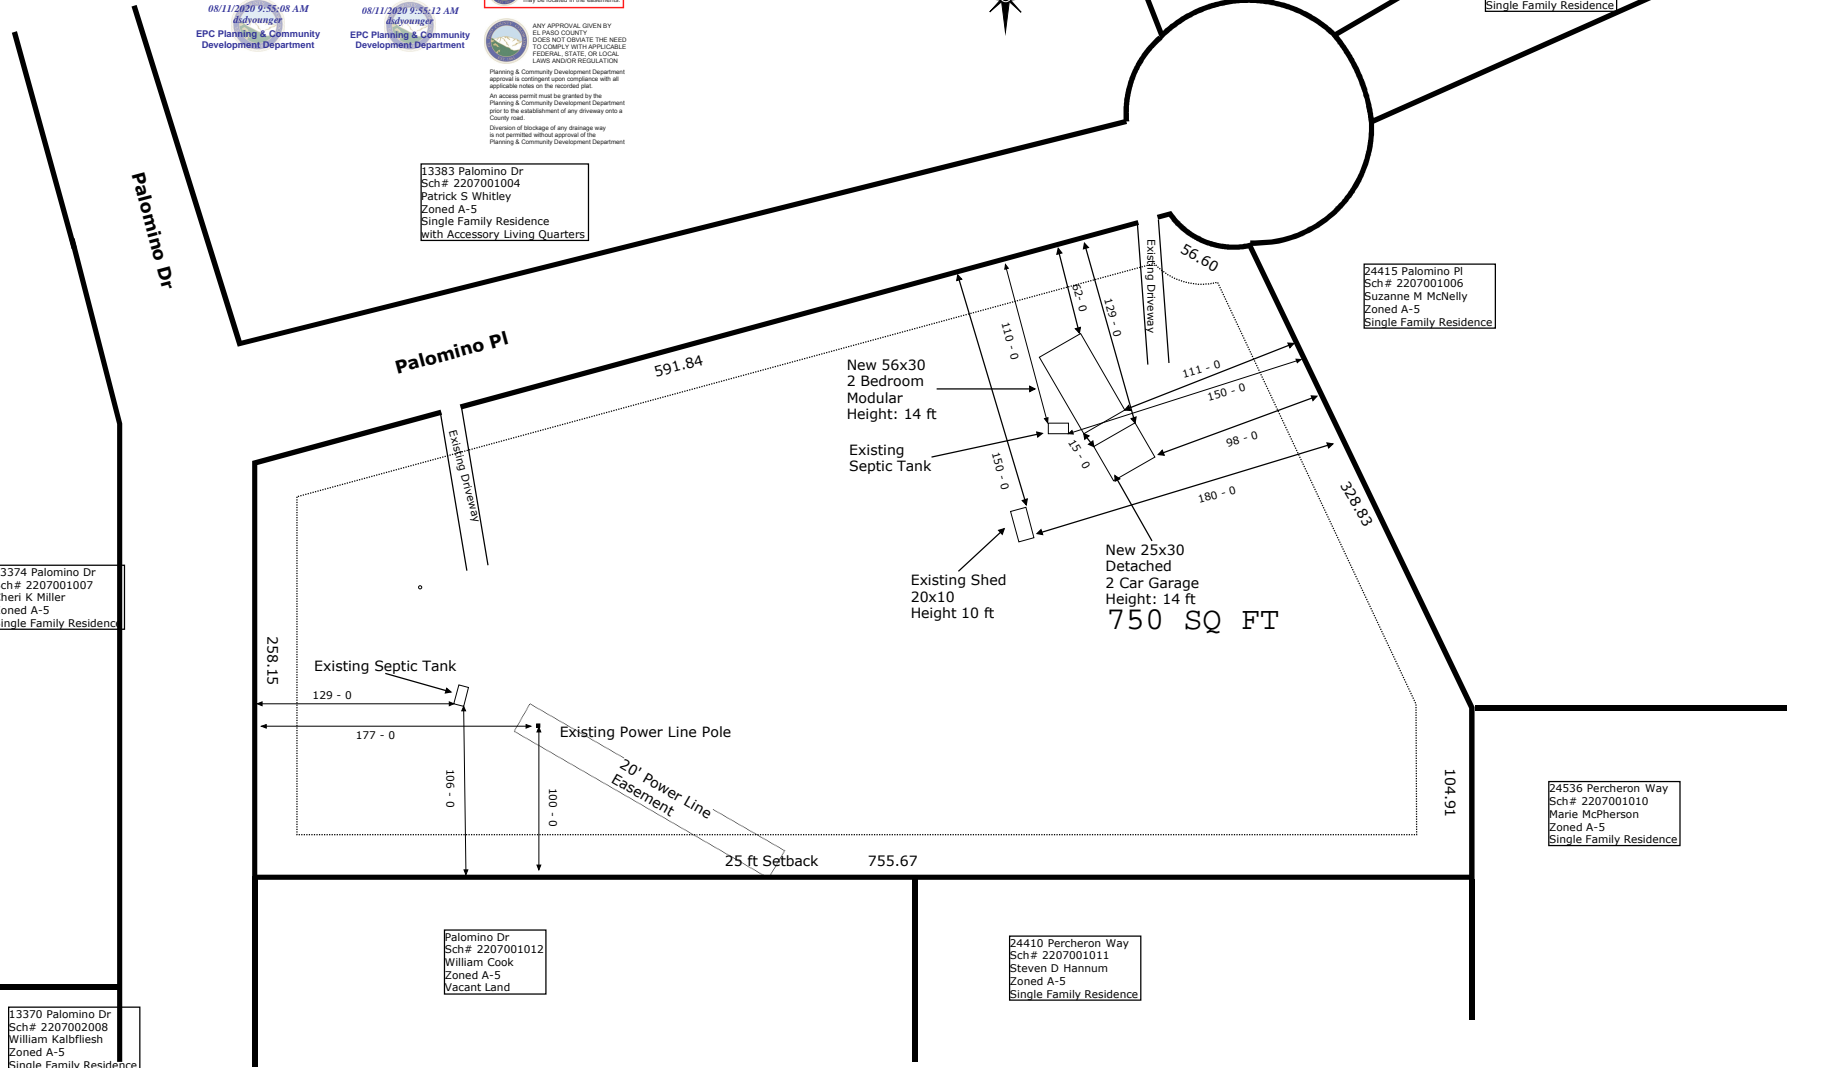 08/11/2020 9:55:08 AM
dsdyounger
EPC Planning & Community
Development Department
08/11/2020 9:55:12 AM
dsdyounger
EPC Planning & Community
Development Department
may be located in the easements.
ANY APPROVAL GIVEN BY
EL PASO COUNTY
DOES NOT OBVIATE THE NEED
TO COMPLY WITH APPLICABLE
FEDERAL, STATE, OR LOCAL
LAWS AND/OR REGULATION
Planning & Community Development Department
approval is contingent upon compliance with all
applicable notes on the recorded plat.
An access permit must be granted by the
Planning & Community Development Department
prior to the establishment of any driveway onto a
County road.
Diversion of blockage of any drainage way
is not permitted without approval of the
Planning & Community Development Department
Single Family Residence
Palomino Dr
13383 Palomino Dr
Sch# 2207001004
Patrick S Whitley
Zoned A-5
Single Family Residence
with Accessory Living Quarters
56.60
Existing Driveway
24415 Palomino Pl
Sch# 2207001006
Suzanne M McNelly
Zoned A-5
Single Family Residence
Palomino Pl
591.84
110 - 0
62- 0
129 - 0
New 56x30
2 Bedroom
Modular
Height: 14 ft
111 - 0
150 - 0
Existing
Septic Tank
15 - 0
98 - 0
150 - 0
180 - 0
328.83
Existing Driveway
Existing Shed
20x10
Height 10 ft
New 25x30
Detached
2 Car Garage
Height: 14 ft
750 SQ FT
3374 Palomino Dr
ch# 2207001007
heri K Miller
oned A-5
ingle Family Residence
258.15
Existing Septic Tank
129 - 0
177 - 0
Existing Power Line Pole
106 - 0
100 - 0
20' Power Line
Easement
25 ft Setback
755.67
104.91
24536 Percheron Way
Sch# 2207001010
Marie McPherson
Zoned A-5
Single Family Residence
Palomino Dr
Sch# 2207001012
William Cook
Zoned A-5
Vacant Land
24410 Percheron Way
Sch# 2207001011
Steven D Hannum
Zoned A-5
Single Family Residence
13370 Palomino Dr
Sch# 2207002008
William Kalbfliesh
Zoned A-5
Single Family Residence